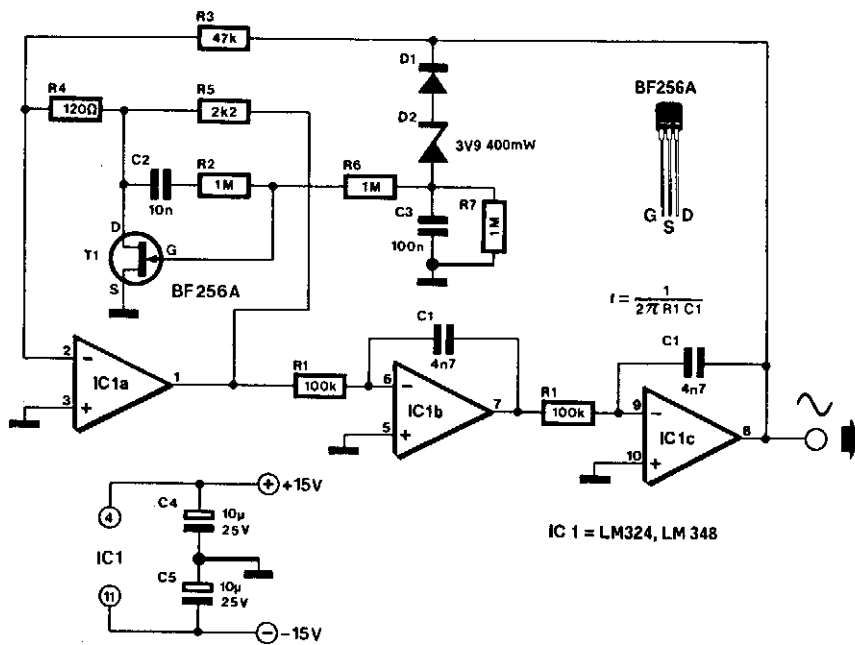 R3
47k
D1
BF256A
R4
120Ω
R5
2k2
D2
3V9 400mW
C2
10n
R2
1M
R6
1M
C3
100n
R7
1M
G S D
D
G
S
T1
BF256A
f = 1
2π R1 C1
2
−
IC1a
1
3
+
R1
100k
C1
4n7
6
−
IC1b
7
5
+
R1
100k
C1
4n7
9
−
IC1c
8
10
+
4
C4
10µ
25V
+
+15V
IC1
11
C5
10µ
25V
−
−15V
IC 1 = LM324, LM 348